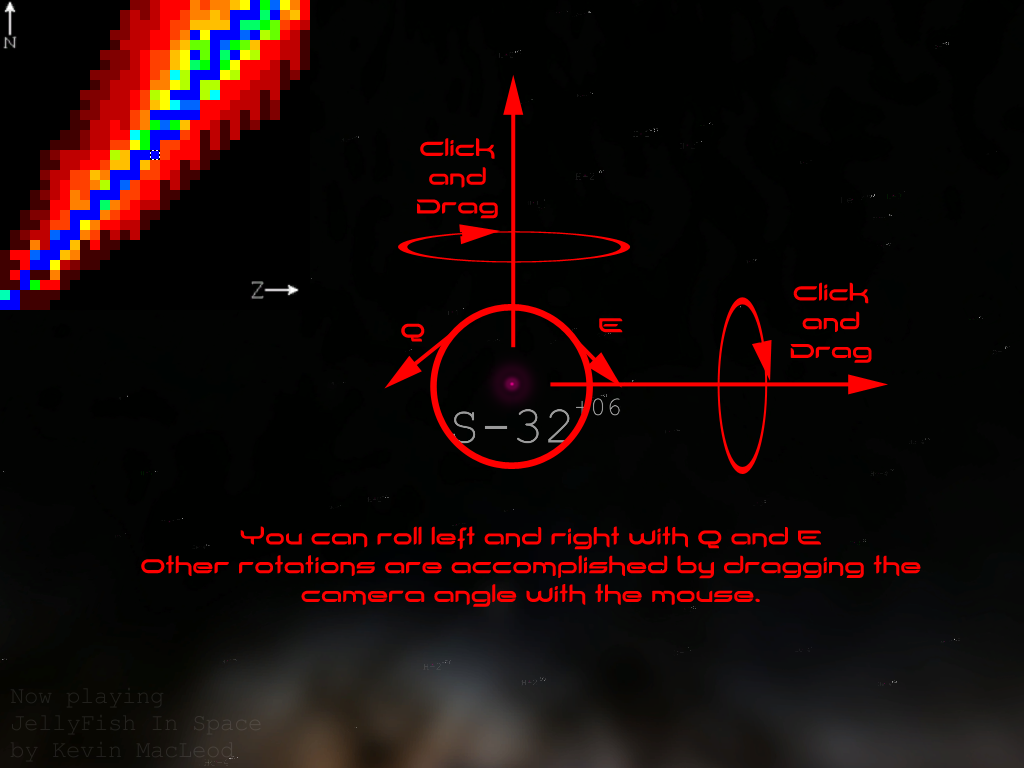 N
Click
and
Drag
Z
Click
and
Drag
Q
E
S-32
+06
You can roll left and right with Q and E
Other rotations are accomplished by dragging the
camera angle with the mouse.
Now playing
JellyFish In Space
by Kevin MacLeod